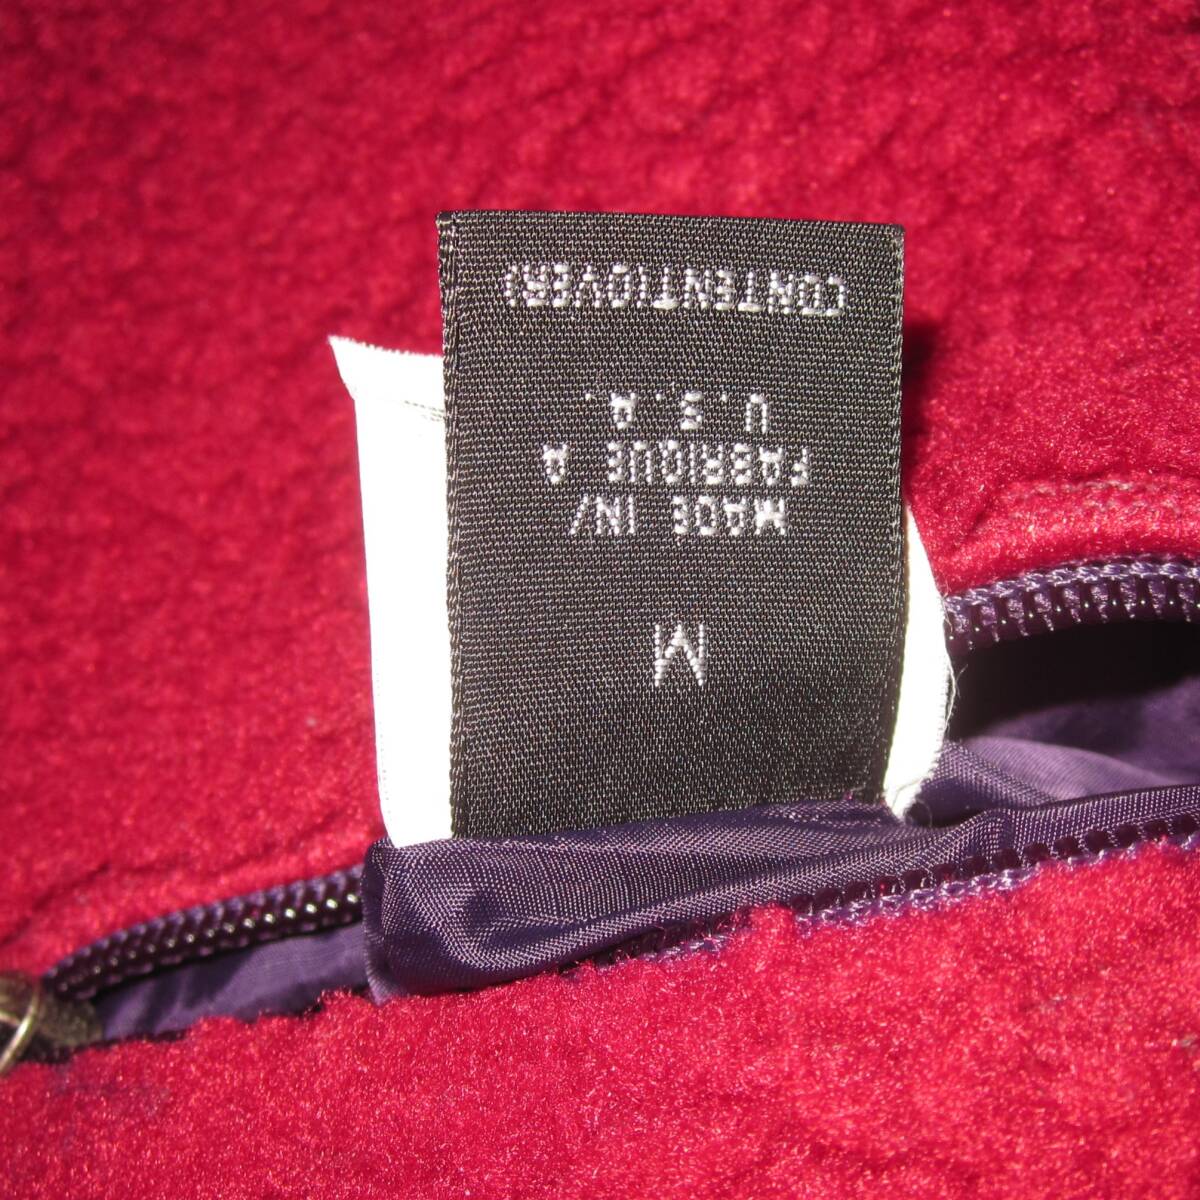 M
MADE IN/
FABRIQUE A
U.S.A.
CONTENT(OVER)